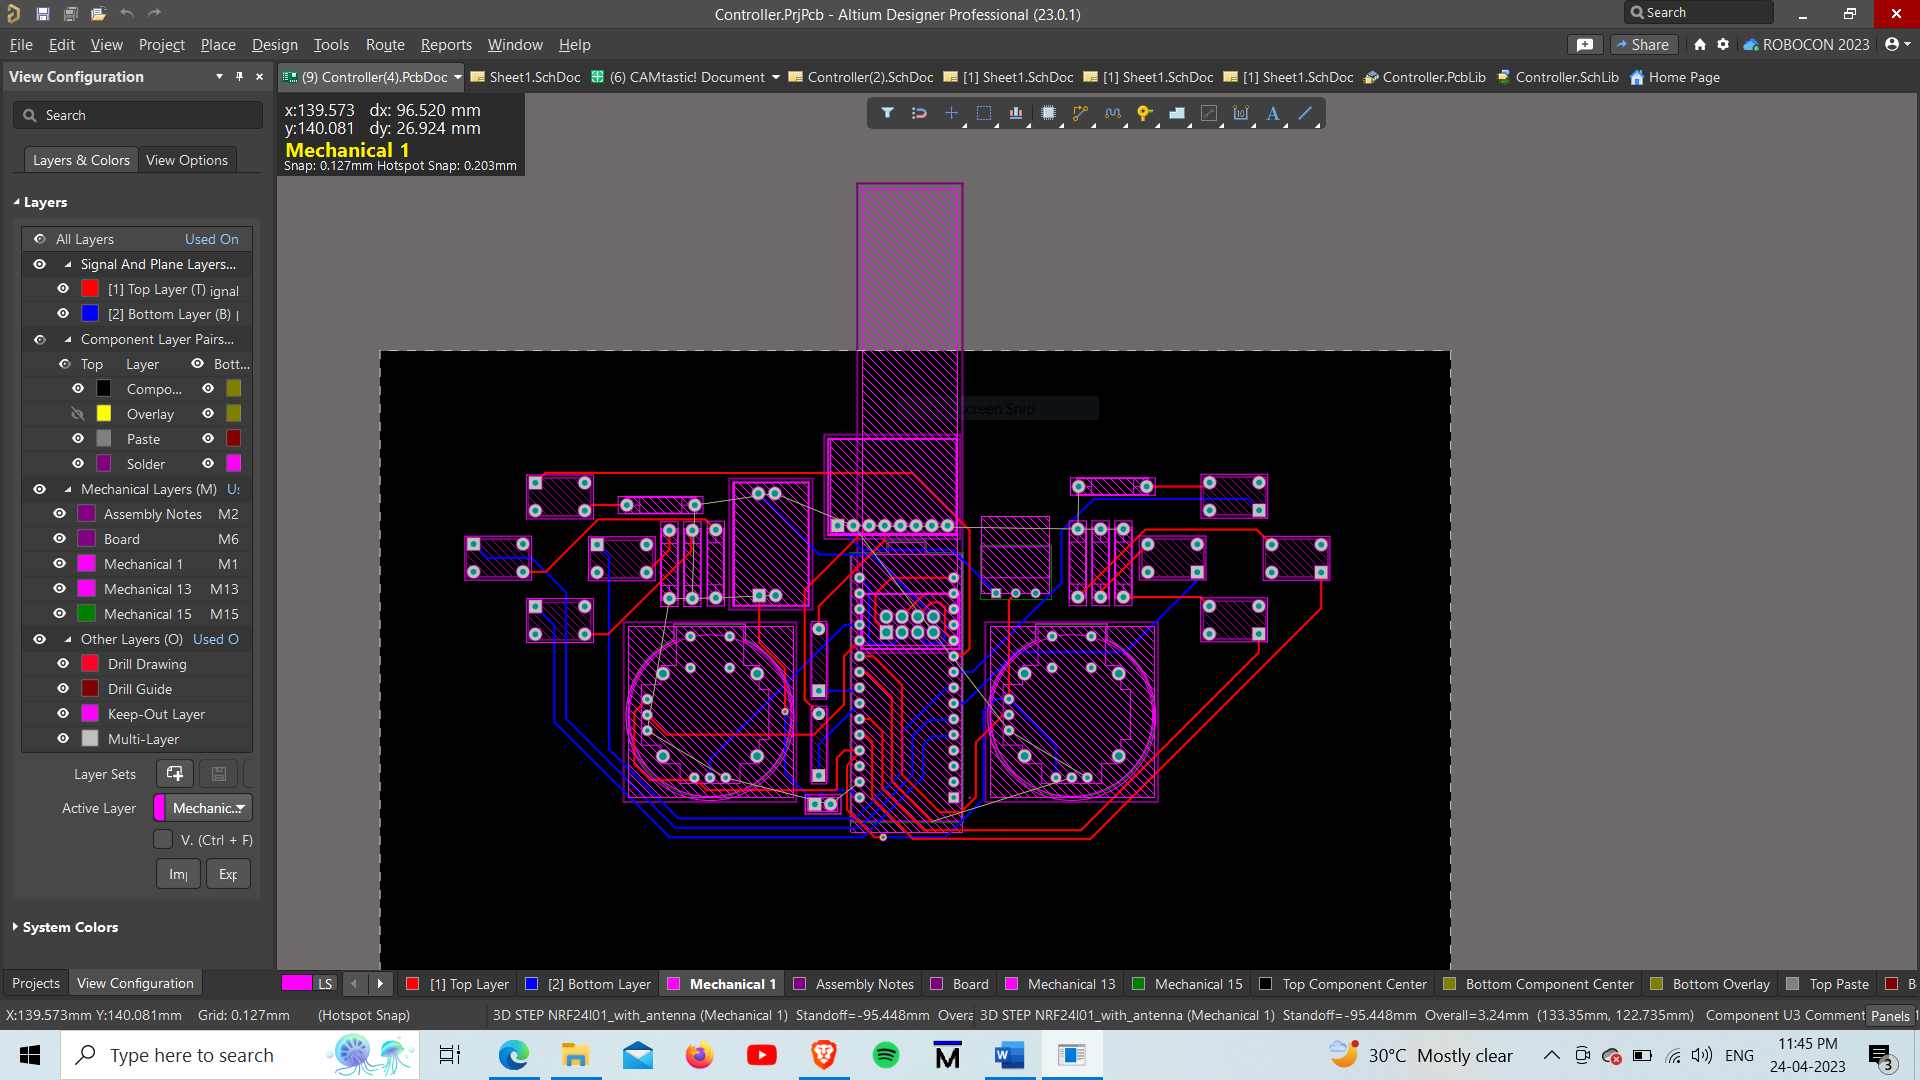 Controller.PrjPcb - Altium Designer Professional (23.0.1)
Search
File Edit View Project Place Design Tools Route Reports Window Help
Share
ROBOCON 2023
View Configuration
(9) Controller(4).PcbDoc
Sheet1.SchDoc
(6) CAMtastic! Document
Controller(2).SchDoc
[1] Sheet1.SchDoc
[1] Sheet1.SchDoc
[1] Sheet1.SchDoc
Controller.PcbLib
Controller.SchLib
Home Page
Search
x:139.573 dx: 96.520 mm
y:140.081 dy: 26.924 mm
Mechanical 1
Snap: 0.127mm Hotspot Snap: 0.203mm
Layers & Colors
View Options
Layers
All Layers Used On
Signal And Plane Layers...
[1] Top Layer (T) ignal
[2] Bottom Layer (B)
Component Layer Pairs...
Top Layer Bott...
Compo...
Overlay
Paste
Solder
Mechanical Layers (M)
Assembly Notes M2
Board M6
Mechanical 1 M1
Mechanical 13 M13
Mechanical 15 M15
Other Layers (O) Used O
Drill Drawing
Drill Guide
Keep-Out Layer
Multi-Layer
Layer Sets
Active Layer Mechanic...
V. (Ctrl + F)
Im Exp
System Colors
creen Snip
Projects
View Configuration
LS
[1] Top Layer
[2] Bottom Layer
Mechanical 1
Assembly Notes
Board
Mechanical 13
Mechanical 15
Top Component Center
Bottom Component Center
Bottom Overlay
Top Paste
B
X:139.573mm Y:140.081mm Grid: 0.127mm (Hotspot Snap)
3D STEP NRF24l01_with_antenna (Mechanical 1) Standoff=-95.448mm Overa
3D STEP NRF24l01_with_antenna (Mechanical 1) Standoff=-95.448mm Overall=3.24mm (133.35mm, 122.735mm) Component U3 Comment
Panels
Type here to search
30°C Mostly clear
ENG
11:45 PM
24-04-2023
3